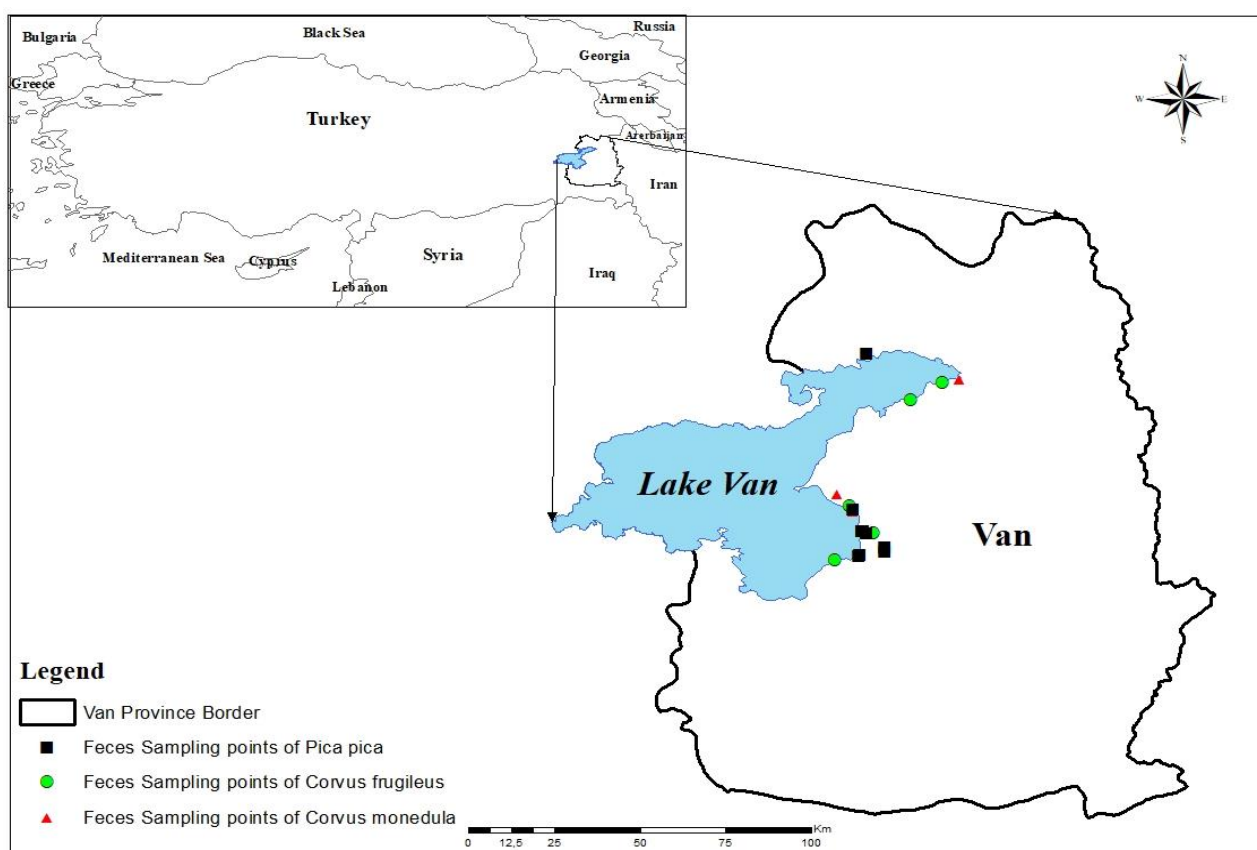 Bulgaria
Black Sea
Russia
Georgia
Greece
Armenia
Turkey
Azerbaijan
Iran
Mediterranean Sea
Cyprus
Syria
Iraq
Lebanon
N
W
E
S
Lake Van
Van
Legend
Van Province Border
Feces Sampling points of Pica pica
Feces Sampling points of Corvus frugileus
Feces Sampling points of Corvus monedula
Km
0 12,5 25 50 75 100